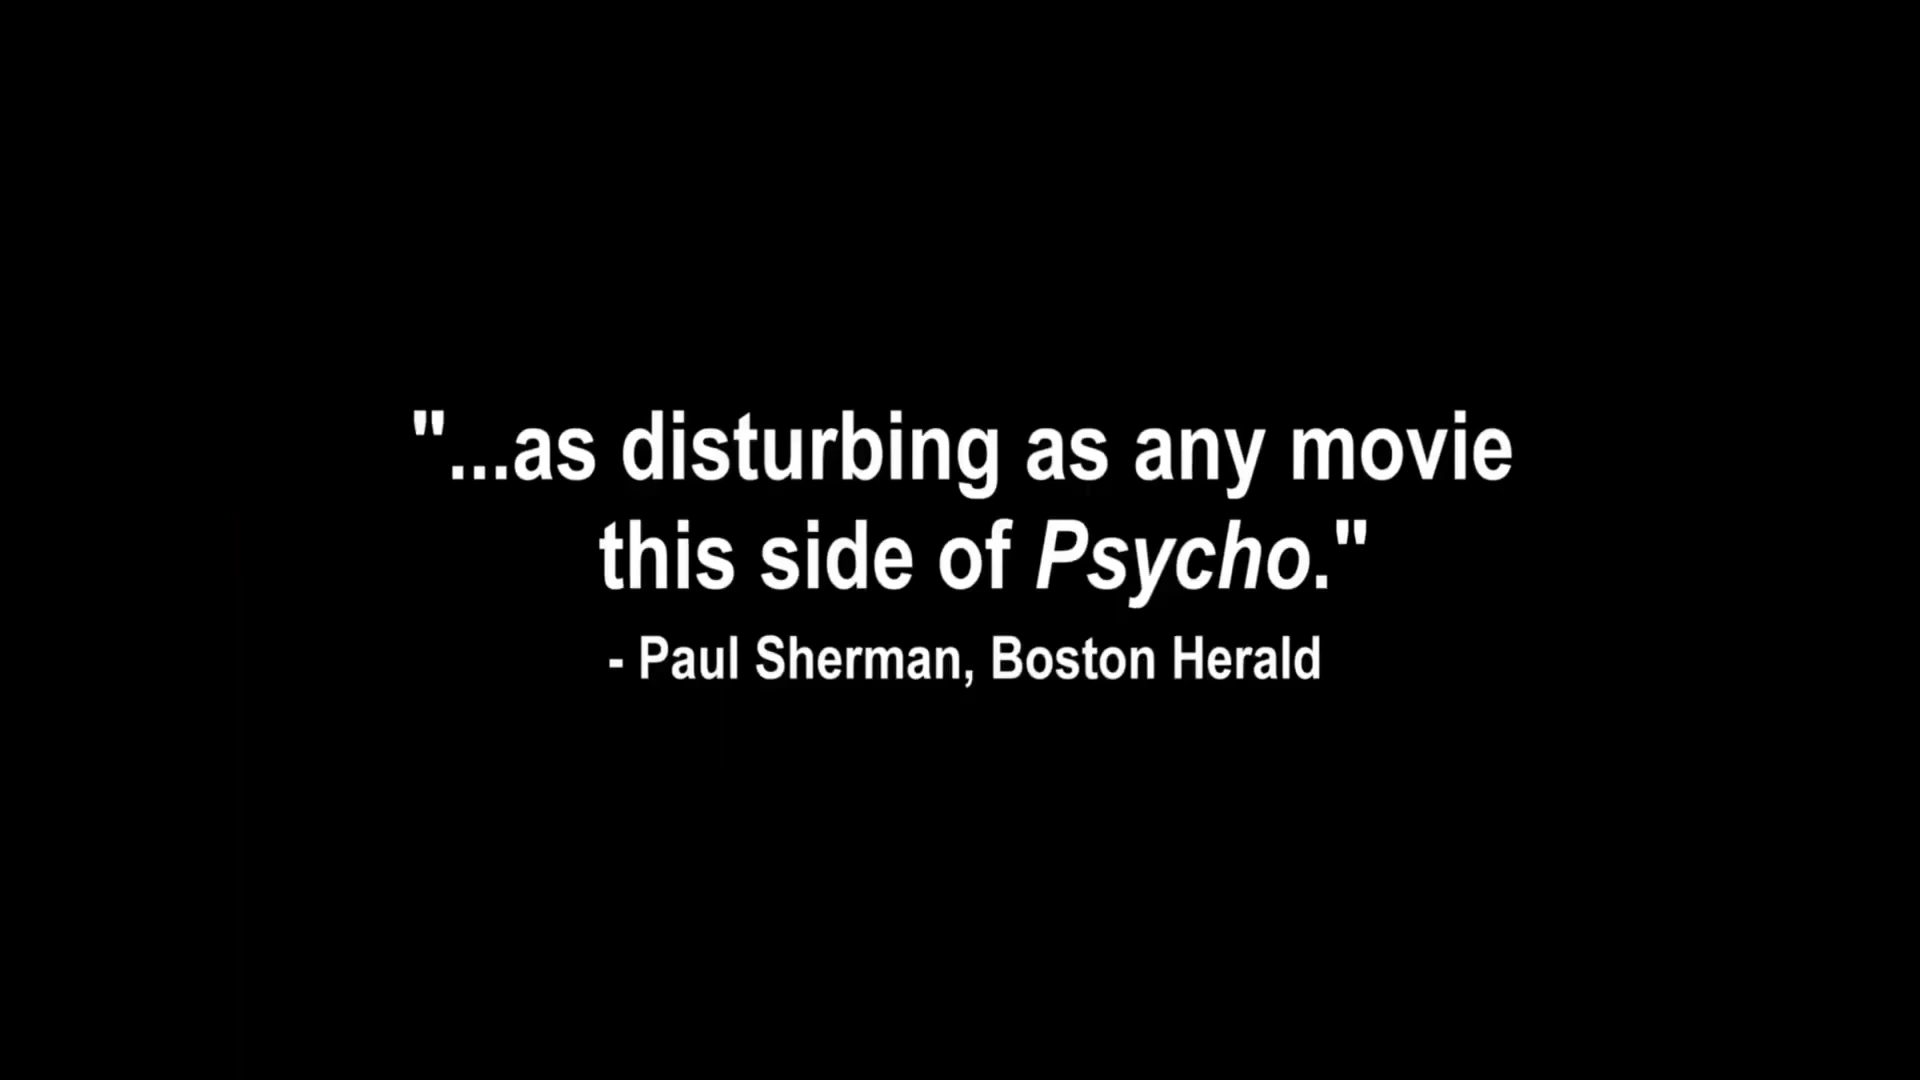 "...as disturbing as any movie
this side of Psycho."
- Paul Sherman, Boston Herald